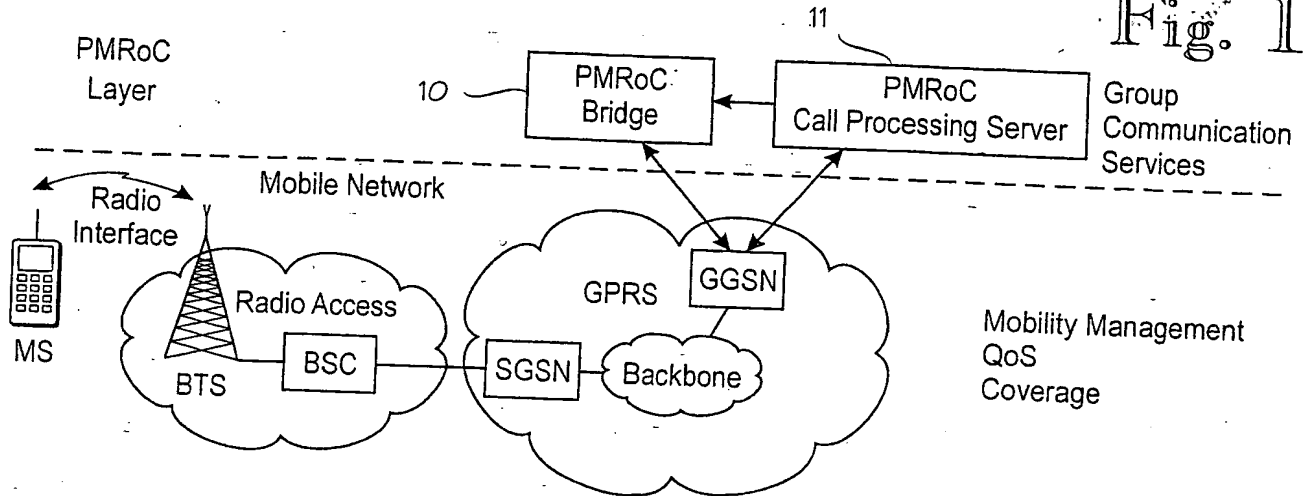 Fig. 1
PMRoC
Layer
10
PMRoC
Bridge
11
PMRoC
Call Processing Server
Group
Communication
Services
Mobile Network
Radio
Interface
MS
BTS
Radio Access
BSC
SGSN
GPRS
GGSN
Backbone
Mobility Management
QoS
Coverage